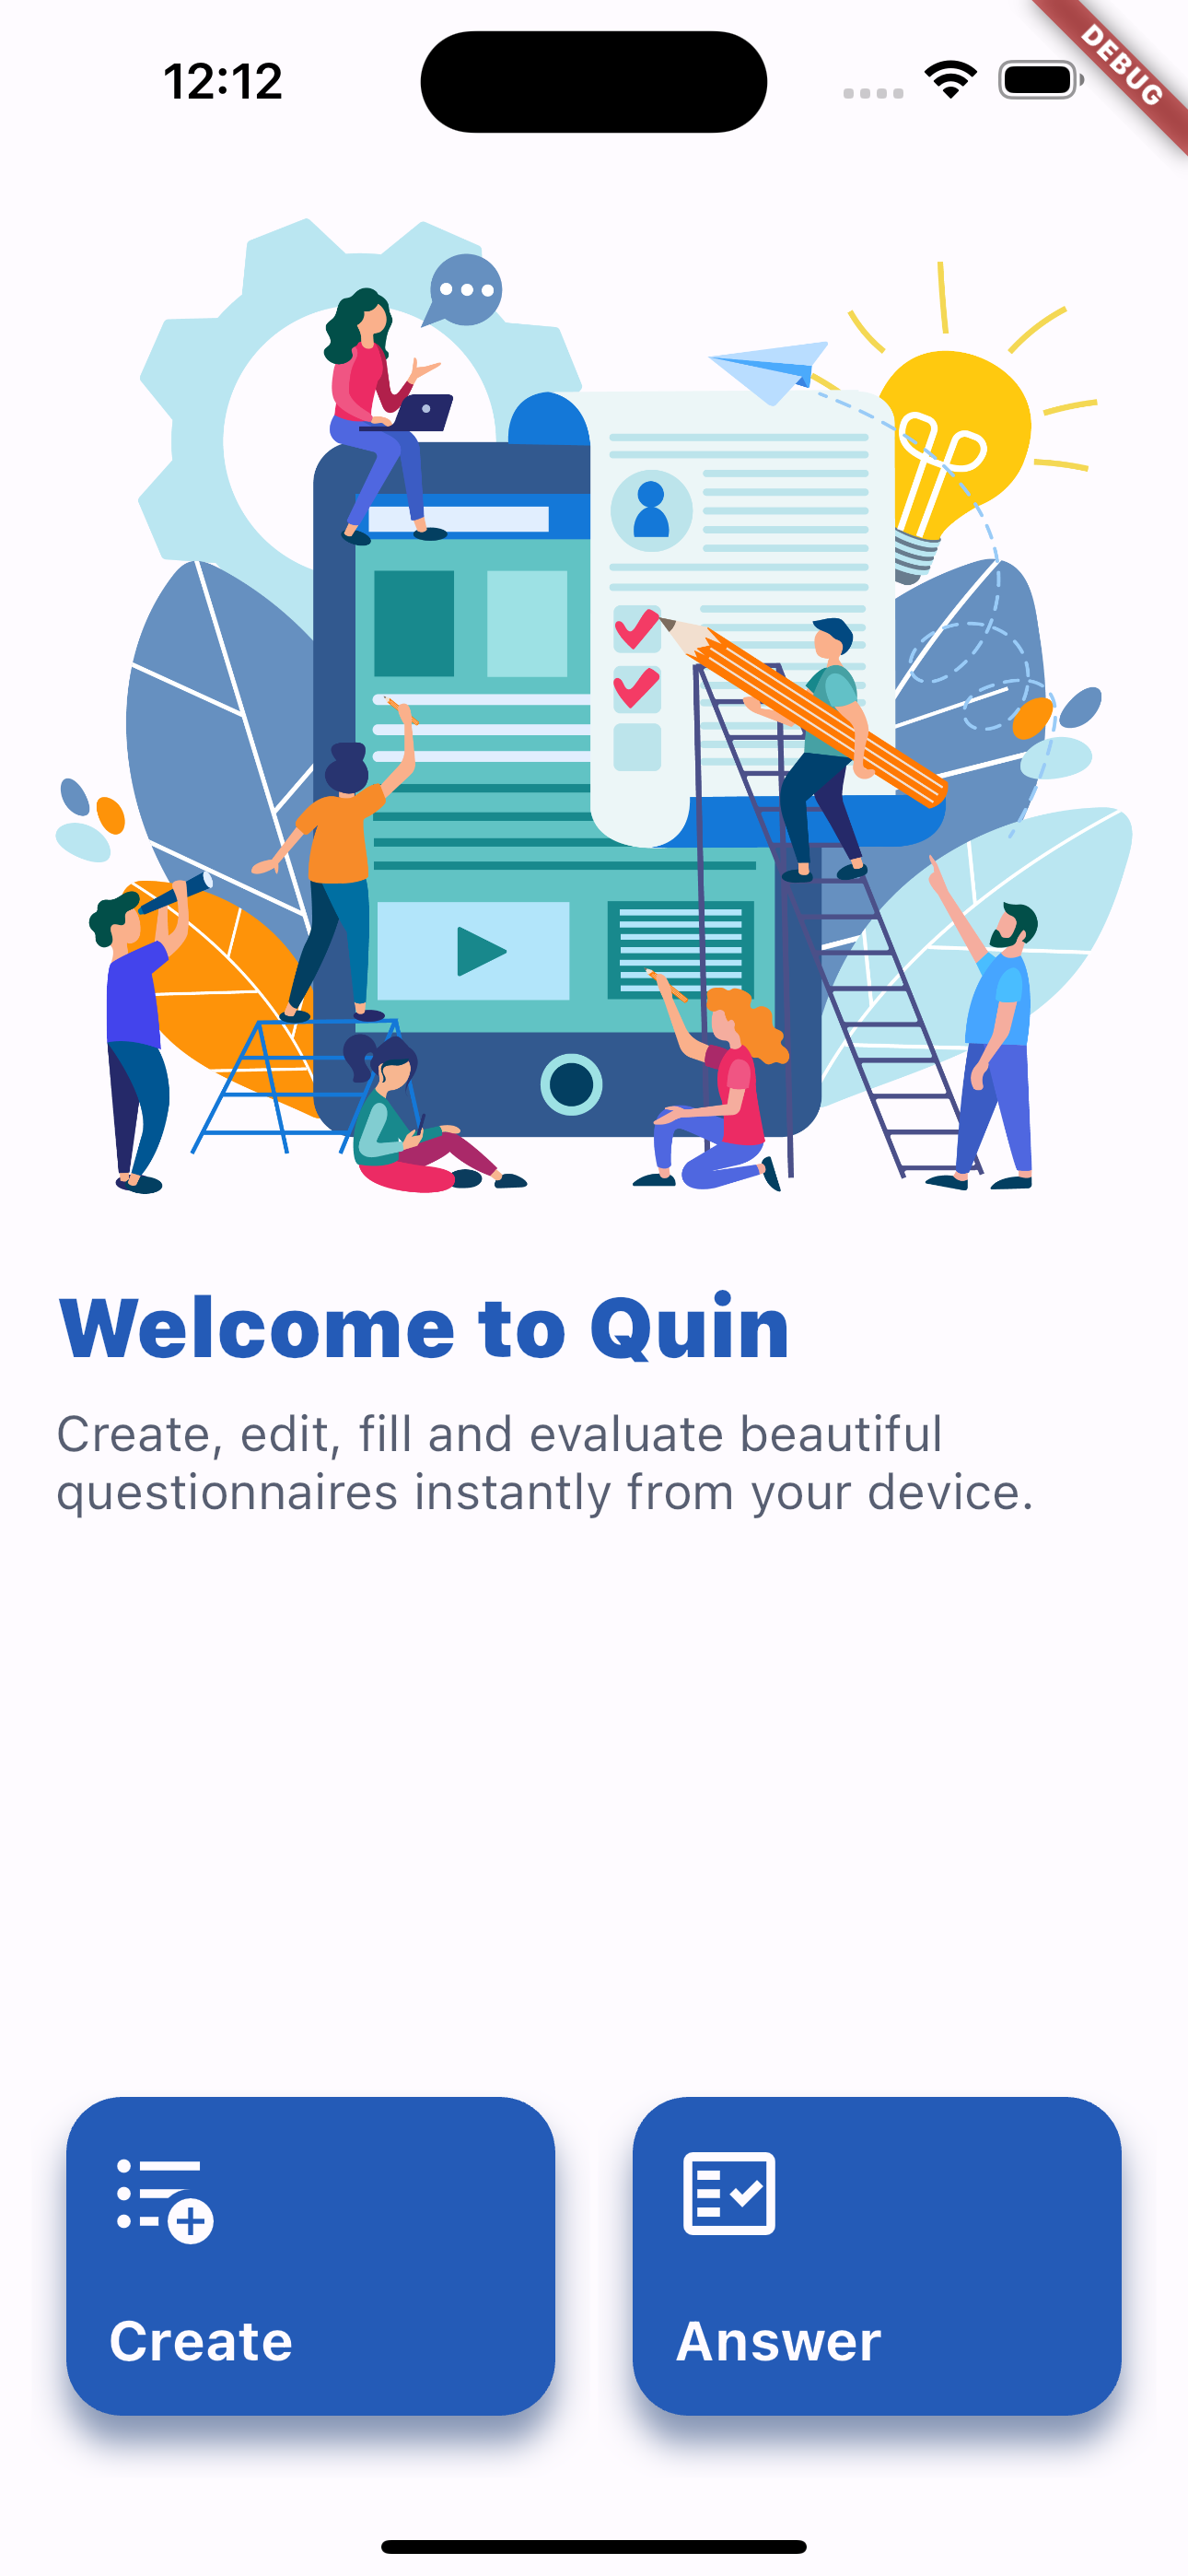 12:12
DEBUG
Welcome to Quin
Create, edit, fill and evaluate beautiful
questionnaires instantly from your device.
Create
Answer